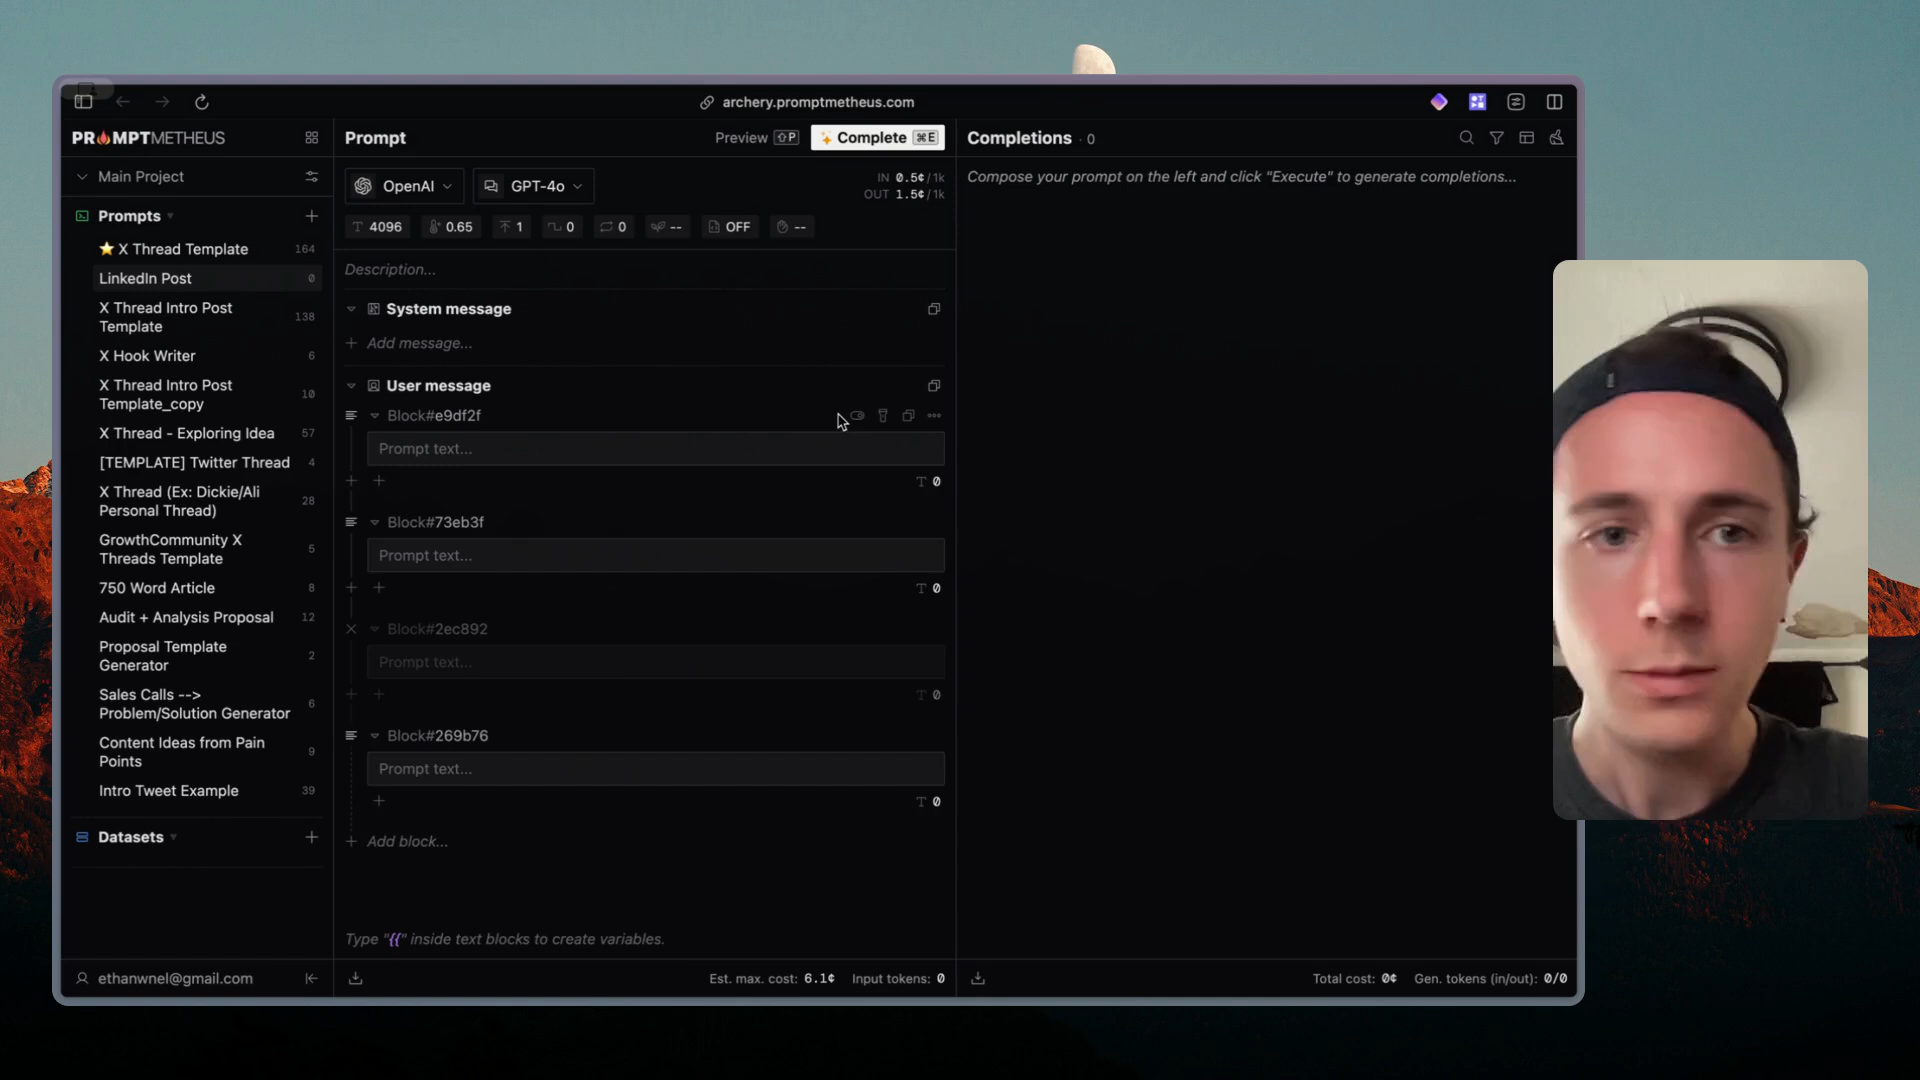 archery.promptmetheus.com
PROMPTMETHEUS
Main Project
Prompts
⭐ X Thread Template 164
LinkedIn Post 0
X Thread Intro Post
Template 138
X Hook Writer 6
X Thread Intro Post
Template_copy 10
X Thread - Exploring Idea 57
[TEMPLATE] Twitter Thread 4
X Thread (Ex: Dickie/Ali
Personal Thread) 28
GrowthCommunity X
Threads Template 5
750 Word Article 8
Audit + Analysis Proposal 12
Proposal Template
Generator 2
Sales Calls -->
Problem/Solution Generator 6
Content Ideas from Pain
Points 9
Intro Tweet Example 39
Datasets
ethanwnel@gmail.com
Prompt
Preview ⇧P
Complete ⌘E
OpenAI
GPT-4o
IN 0.5¢/1k
OUT 1.5¢/1k
4096 0.65 1 0 0 -- OFF --
Description...
System message
Add message...
User message
Block#e9df2f
Prompt text...
T 0
Block#73eb3f
Prompt text...
T 0
Block#2ec892
Prompt text...
T 0
Block#269b76
Prompt text...
T 0
Add block...
Type "{{" inside text blocks to create variables.
Est. max. cost: 6.1¢ Input tokens: 0
Completions · 0
Compose your prompt on the left and click "Execute" to generate completions...
Total cost: 0¢ Gen. tokens (in/out): 0/0